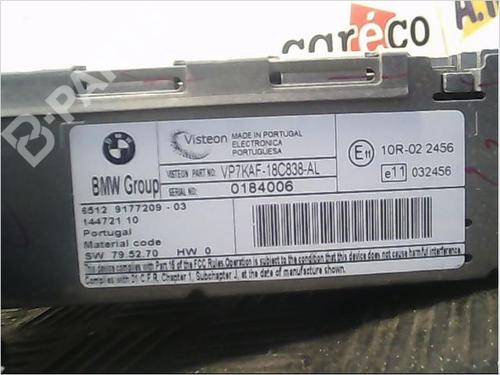 careco
B-PA
BMW
Visteon
MADE IN PORTUGAL
ELECTRONICA
PORTUGUESA
BMW Group
VISTEON PART NO: VP7KAF-18C838-AL
SERIAL NO: 0184006
E11 10R-02 2456
e11 032456
6512 9177209 - 03
144721 10
Portugal
Material code
SW 79.52.70 HW 0
This device complies with Part 15 of the FCC Rules Operation is subject to the condition that this device does not cause harmful interference
Complies with D C.F.R, Chapter 1, Subchapter J, at the date of manufacture.